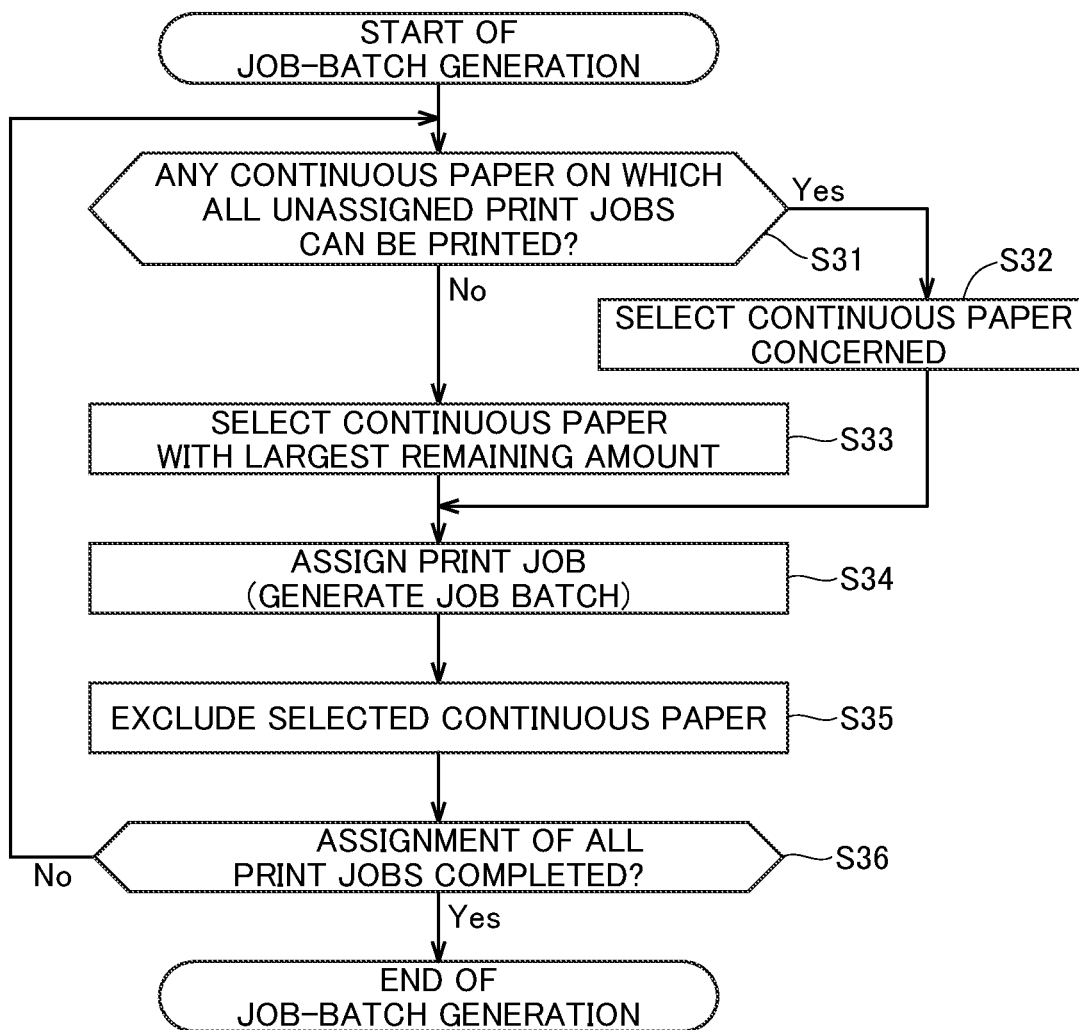 START OF
JOB-BATCH GENERATION
ANY CONTINUOUS PAPER ON WHICH
ALL UNASSIGNED PRINT JOBS
CAN BE PRINTED?
Yes
S31
No
S32
SELECT CONTINUOUS PAPER
CONCERNED
SELECT CONTINUOUS PAPER
WITH LARGEST REMAINING AMOUNT
S33
ASSIGN PRINT JOB
(GENERATE JOB BATCH)
S34
EXCLUDE SELECTED CONTINUOUS PAPER
S35
ASSIGNMENT OF ALL
PRINT JOBS COMPLETED?
S36
No
Yes
END OF
JOB-BATCH GENERATION